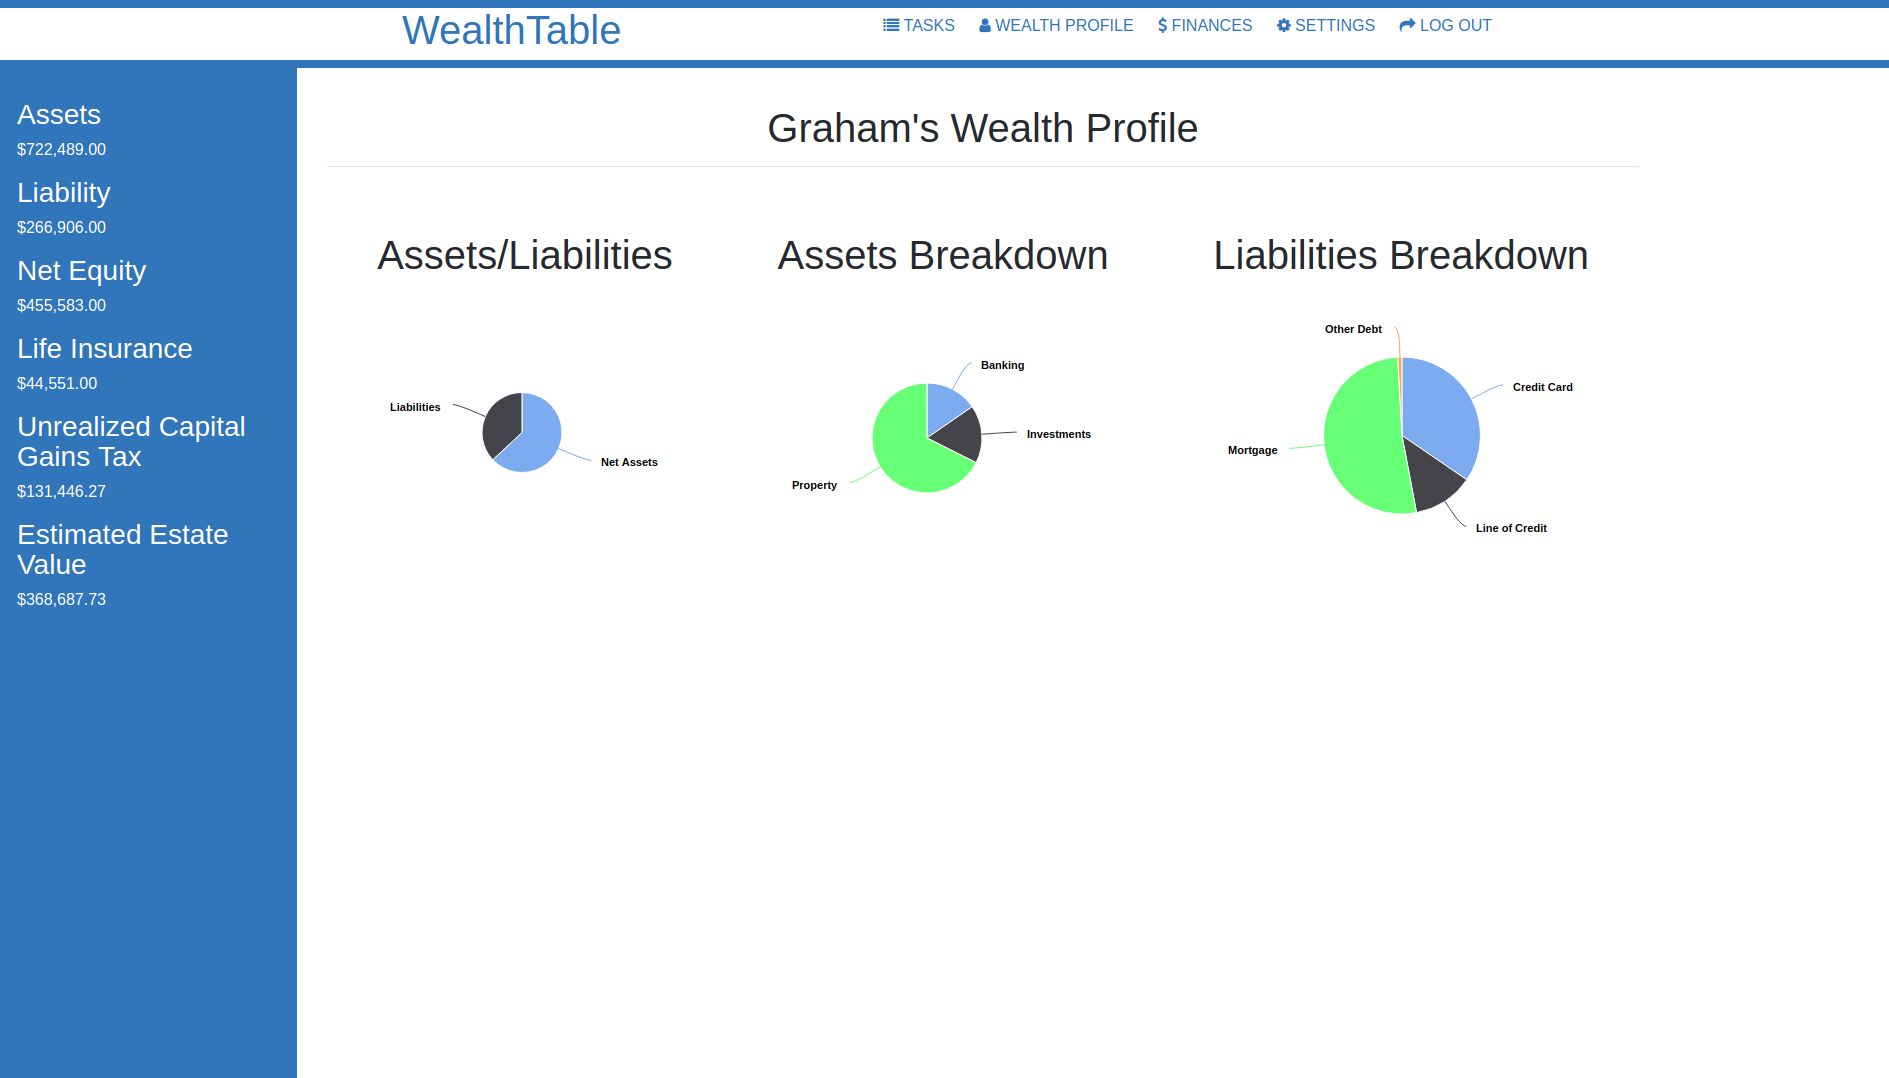 WealthTable
TASKS
WEALTH PROFILE
FINANCES
SETTINGS
LOG OUT
Assets
$722,489.00
Liability
$266,906.00
Net Equity
$455,583.00
Life Insurance
$44,551.00
Unrealized Capital
Gains Tax
$131,446.27
Estimated Estate
Value
$368,687.73
Graham's Wealth Profile
Assets/Liabilities
Liabilities
Net Assets
Assets Breakdown
Banking
Investments
Property
Liabilities Breakdown
Other Debt
Credit Card
Mortgage
Line of Credit